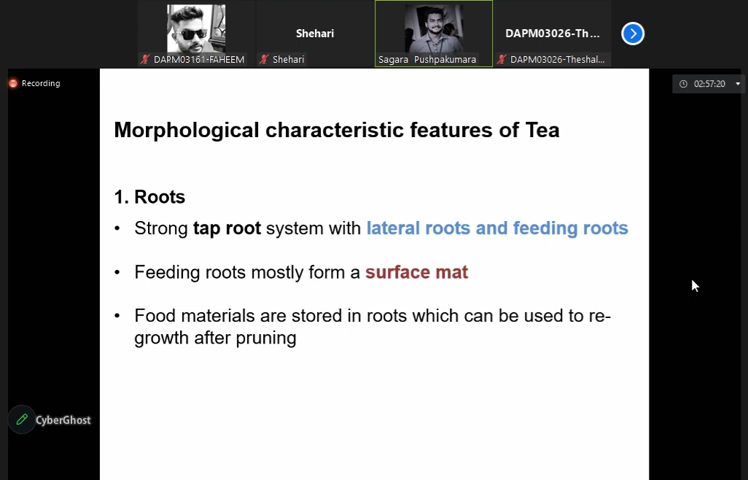 Shehari
DAPM03026-Th...
DAPM03161-FAHEEM
Shehari
Sagara Pushpakumara
DAPM03026-Theshal...
Recording
02:57:20
Morphological characteristic features of Tea
1. Roots
• Strong tap root system with lateral roots and feeding roots
• Feeding roots mostly form a surface mat
• Food materials are stored in roots which can be used to re-
growth after pruning
CyberGhost